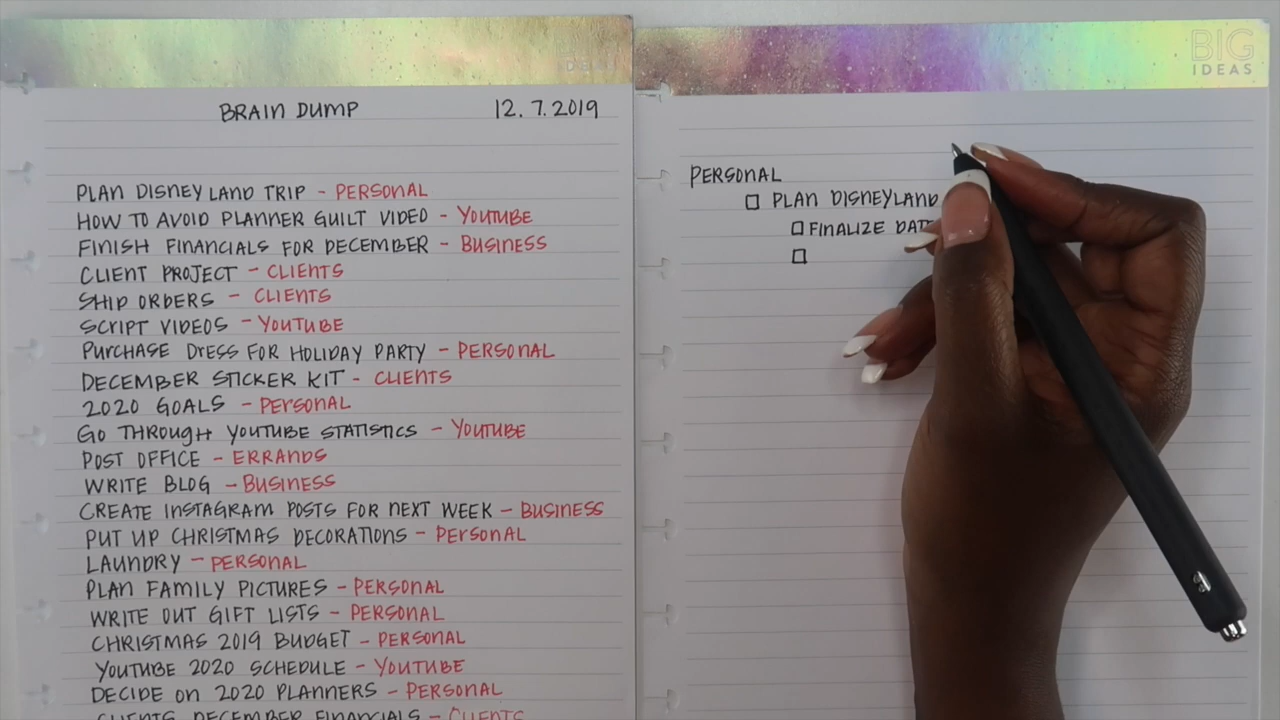 BRAIN DUMP 12.7.2019
PLAN DISNEYLAND TRIP - PERSONAL
HOW TO AVOID PLANNER GUILT VIDEO - YOUTUBE
FINISH FINANCIALS FOR DECEMBER - BUSINESS
CLIENT PROJECT - CLIENTS
SHIP ORDERS - CLIENTS
SCRIPT VIDEOS - YOUTUBE
PURCHASE DRESS FOR HOLIDAY PARTY - PERSONAL
DECEMBER STICKER KIT - CLIENTS
2020 GOALS - PERSONAL
GO THROUGH YOUTUBE STATISTICS - YOUTUBE
POST OFFICE - ERRANDS
WRITE BLOG - BUSINESS
CREATE INSTAGRAM POSTS FOR NEXT WEEK - BUSINESS
PUT UP CHRISTMAS DECORATIONS - PERSONAL
LAUNDRY - PERSONAL
PLAN FAMILY PICTURES - PERSONAL
WRITE OUT GIFT LISTS - PERSONAL
CHRISTMAS 2019 BUDGET - PERSONAL
YOUTUBE 2020 SCHEDULE - YOUTUBE
DECIDE ON 2020 PLANNERS - PERSONAL
CLIENTS DECEMBER FINANCIALS - CLIENTS
BIG
IDEAS
PERSONAL
PLAN DISNEYLAND
FINALIZE